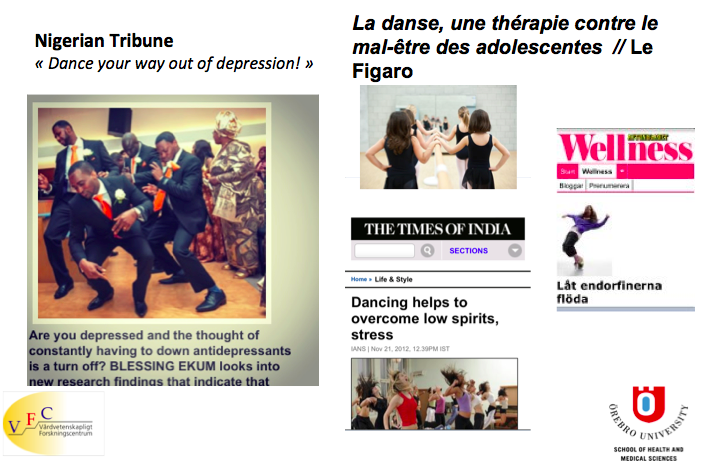 Nigerian Tribune
« Dance your way out of depression! »
Are you depressed and the thought of
constantly having to down antidepressants
is a turn off? BLESSING EKUM looks into
new research findings that indicate that
V F C
Vårdvetenskapligt
Forskningscentrum
La danse, une thérapie contre le
mal-être des adolescentes // Le
Figaro
THE TIMES OF INDIA
SECTIONS
Home » Life & Style
Dancing helps to
overcome low spirits,
stress
IANS | Nov 21, 2012, 12.39PM IST
AFTONBLADET
Wellness
Start Wellness
Bloggar Prenumerera
Låt endorfinerna
flöda
ÖREBRO UNIVERSITY
SCHOOL OF HEALTH AND
MEDICAL SCIENCES